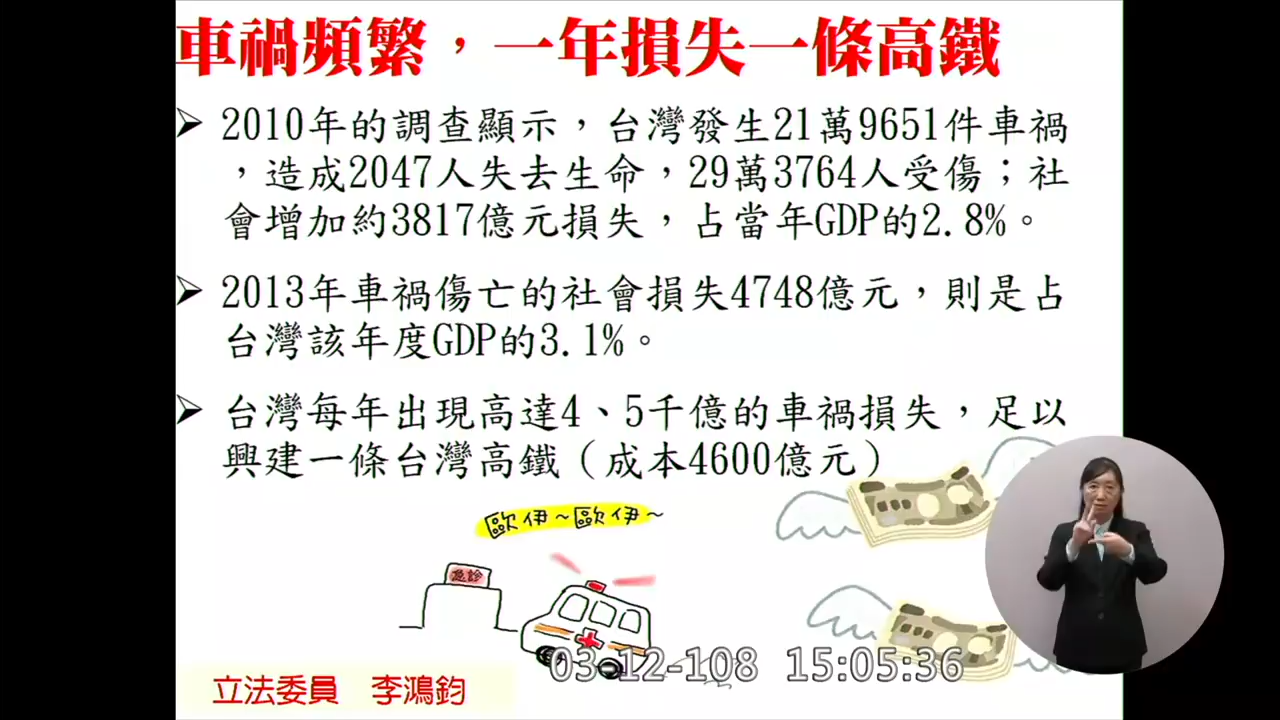 車禍頻繁，一年損失一條高鐵
➢ 2010年的調查顯示，台灣發生21萬9651件車禍
，造成2047人失去生命，29萬3764人受傷；社
會增加約3817億元損失，占當年GDP的2.8%。
➢ 2013年車禍傷亡的社會損失4748億元，則是占
台灣該年度GDP的3.1%。
➢ 台灣每年出現高達4、5千億的車禍損失，足以
興建一條台灣高鐵（成本4600億元）
歐伊~歐伊~
急診
03-12-108 15:05:36
立法委員 李鴻鈞